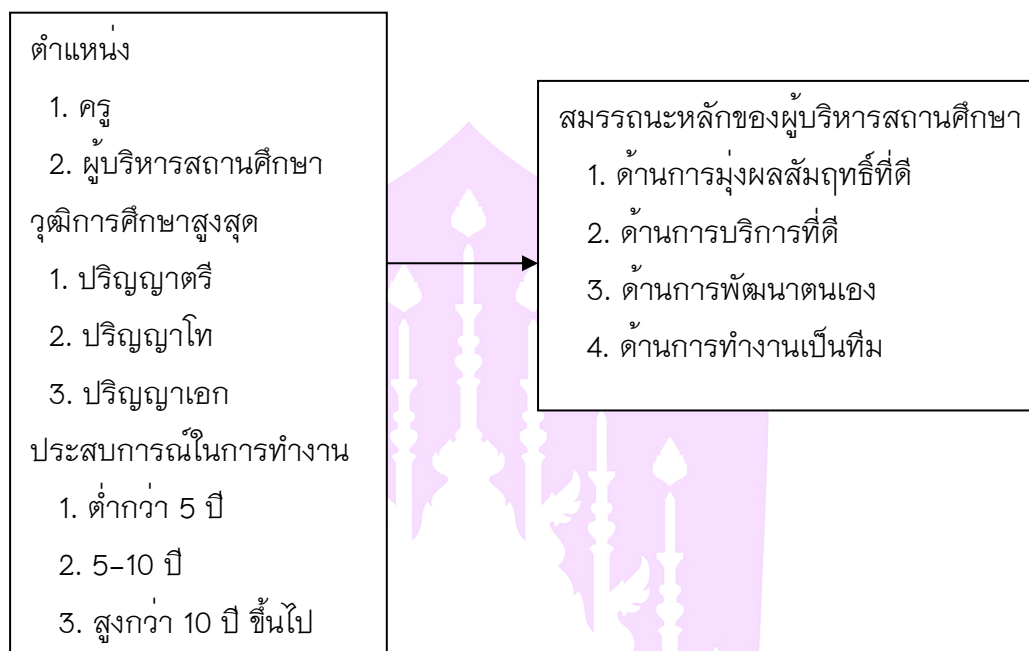 ตำแหน่ง
1. ครู
2. ผู้บริหารสถานศึกษา
วุฒิการศึกษาสูงสุด
1. ปริญญาตรี
2. ปริญญาโท
3. ปริญญาเอก
ประสบการณ์ในการทำงาน
1. ต่ำกว่า 5 ปี
2. 5–10 ปี
3. สูงกว่า 10 ปี ขึ้นไป
สมรรถนะหลักของผู้บริหารสถานศึกษา
1. ด้านการมุ่งผลสัมฤทธิ์ที่ดี
2. ด้านการบริการที่ดี
3. ด้านการพัฒนาตนเอง
4. ด้านการทำงานเป็นทีม